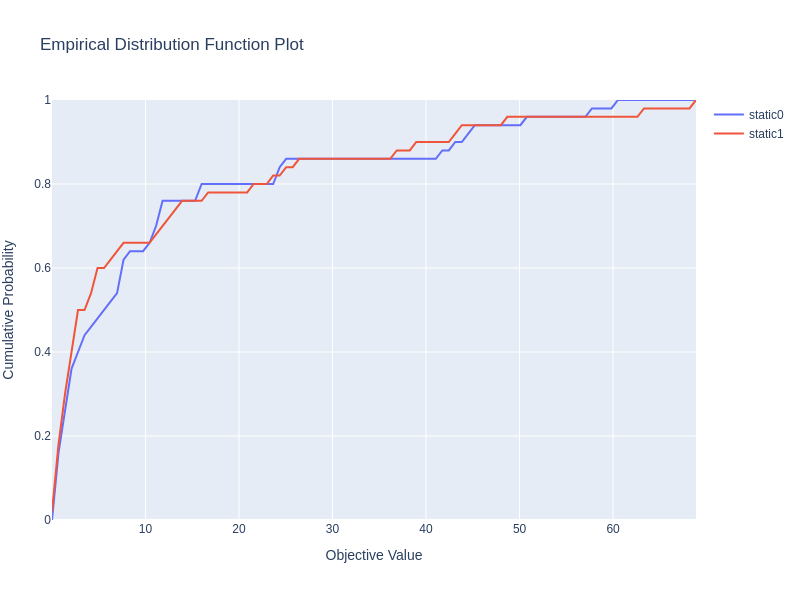 Empirical Distribution Function Plot
static0
static1
Cumulative Probability
1
0.8
0.6
0.4
0.2
0
10
20
30
40
50
60
Objective Value